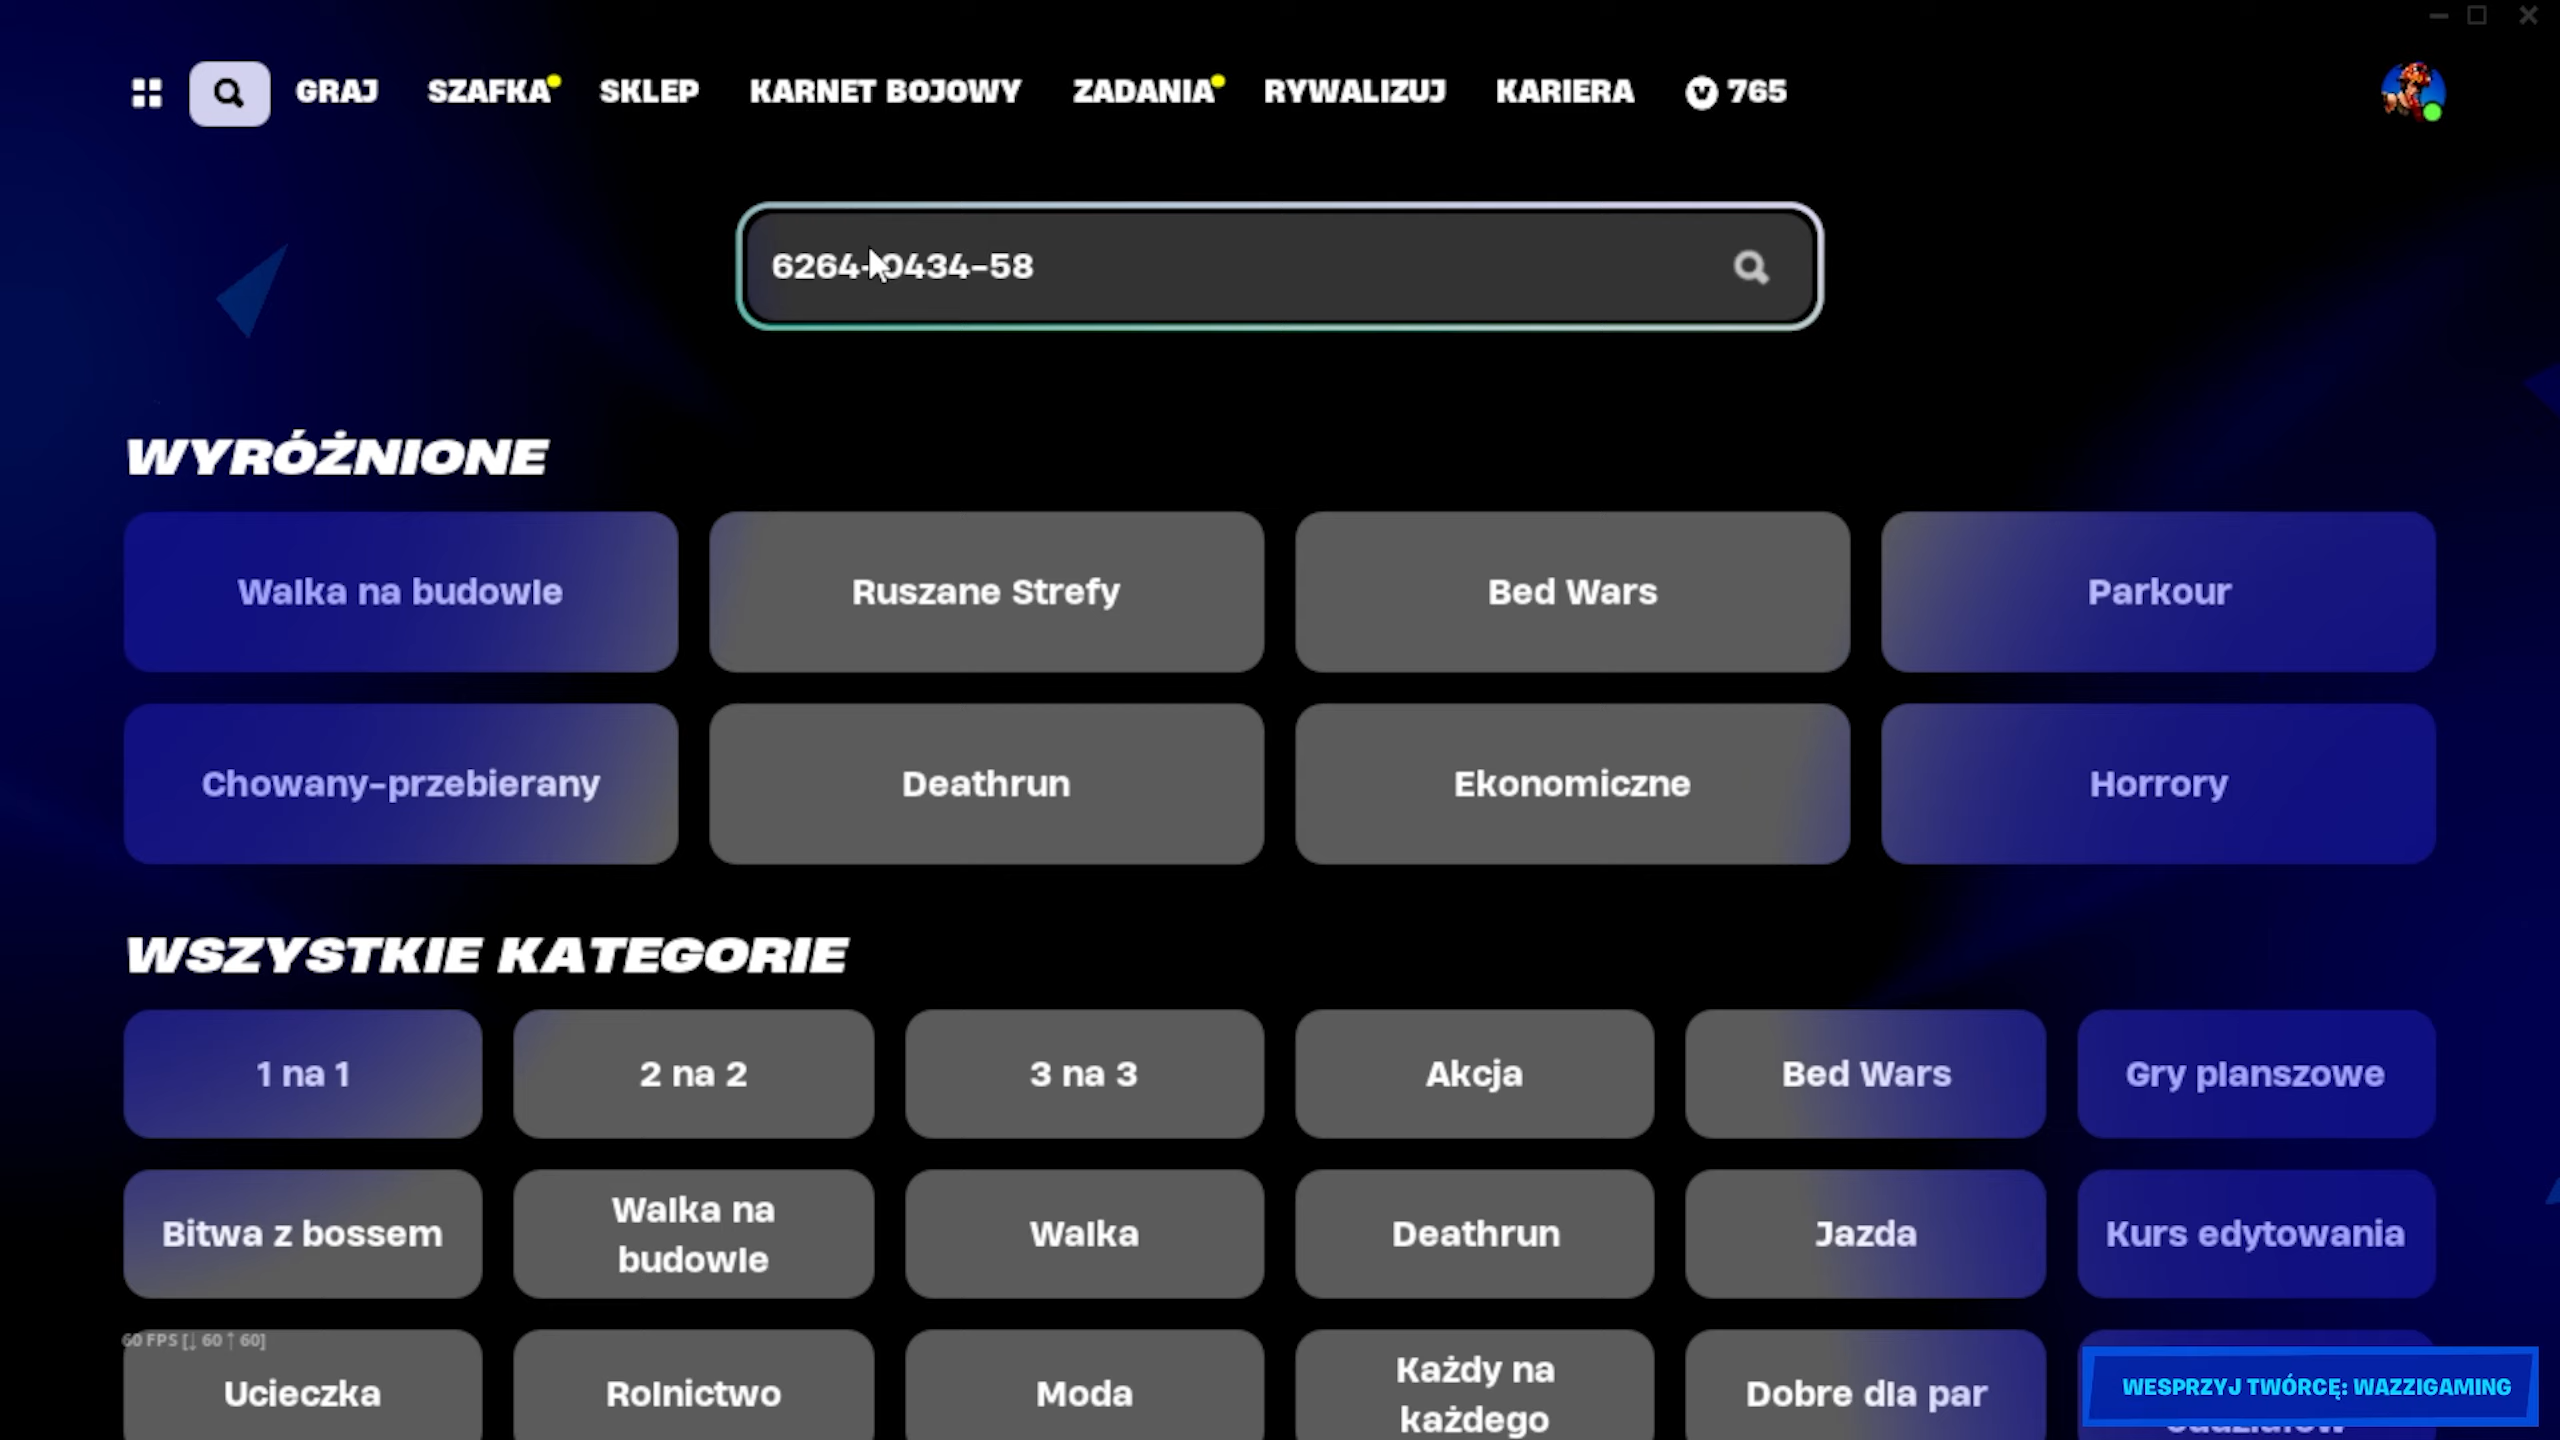 GRAJ SZAFKA SKLEP KARNET BOJOWY ZADANIA RYWALIZUJ KARIERA 765
6264-0434-58
WYRÓŻNIONE
Walka na budowle Ruszane Strefy Bed Wars Parkour
Chowany-przebierany Deathrun Ekonomiczne Horrory
WSZYSTKIE KATEGORIE
1 na 1 2 na 2 3 na 3 Akcja Bed Wars Gry planszowe
Bitwa z bossem Walka na budowle Walka Deathrun Jazda Kurs edytowania
60 FPS [↓ 60 ↑ 60]
Ucieczka Rolnictwo Moda Każdy na każdego Dobre dla par
WESPRZYJ TWÓRCĘ: WAZZIGAMING